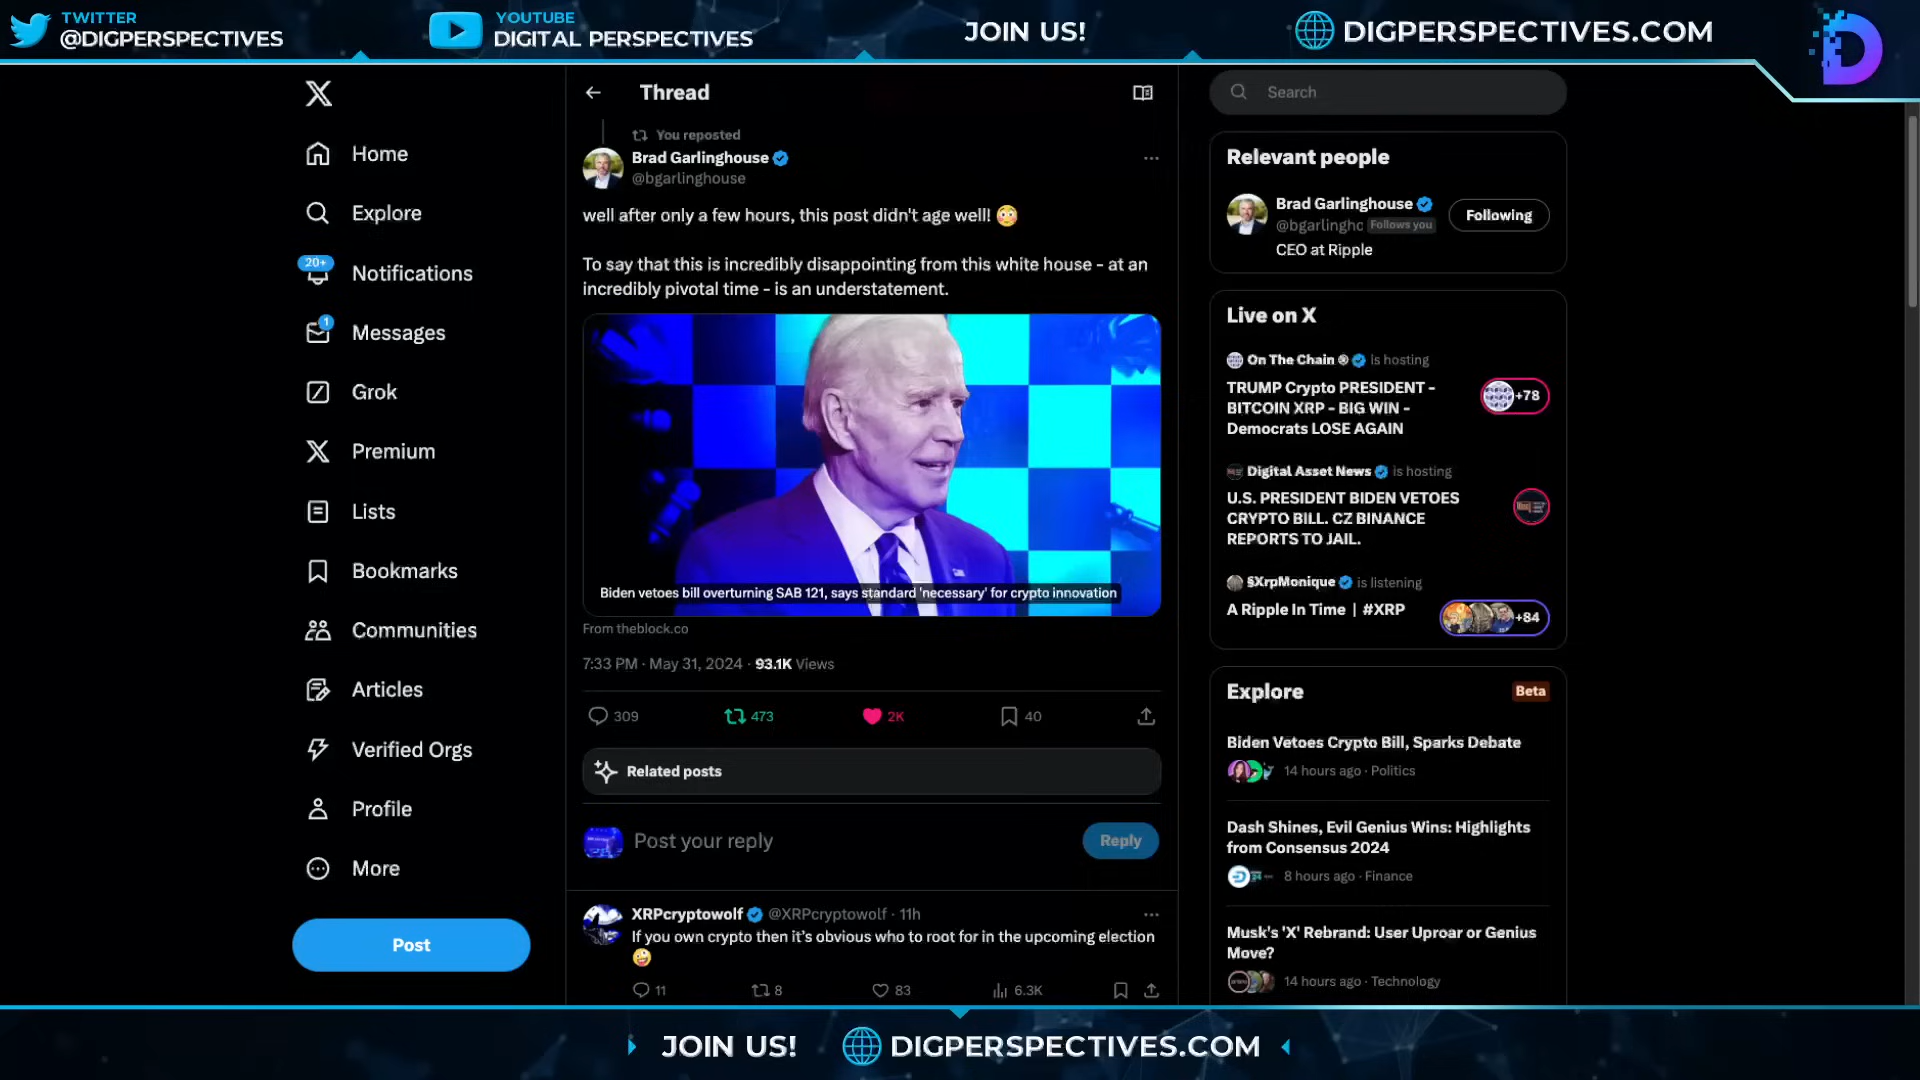 TWITTER
@DIGPERSPECTIVES
YOUTUBE
DIGITAL PERSPECTIVES
JOIN US!
DIGPERSPECTIVES.COM
Home
Explore
20+
Notifications
1
Messages
Grok
Premium
Lists
Bookmarks
Communities
Articles
Verified Orgs
Profile
More
Post
Thread
You reposted
Brad Garlinghouse
@bgarlinghouse
well after only a few hours, this post didn't age well! 😳
To say that this is incredibly disappointing from this white house - at an
incredibly pivotal time - is an understatement.
Biden vetoes bill overturning SAB 121, says standard 'necessary' for crypto innovation
From theblock.co
7:33 PM · May 31, 2024 · 93.1K Views
309
473
2K
40
Related posts
Post your reply
Reply
XRPcryptowolf @XRPcryptowolf · 11h
If you own crypto then it's obvious who to root for in the upcoming election
🤪
11
8
83
6.3K
Search
Relevant people
Brad Garlinghouse
@bgarlinghc Follows you
Following
CEO at Ripple
Live on X
On The Chain ® is hosting
TRUMP Crypto PRESIDENT -
BITCOIN XRP - BIG WIN -
Democrats LOSE AGAIN
+78
Digital Asset News is hosting
U.S. PRESIDENT BIDEN VETOES
CRYPTO BILL. CZ BINANCE
REPORTS TO JAIL.
§XrpMonique is listening
A Ripple In Time | #XRP
+84
Explore
Beta
Biden Vetoes Crypto Bill, Sparks Debate
14 hours ago · Politics
Dash Shines, Evil Genius Wins: Highlights
from Consensus 2024
8 hours ago · Finance
Musk's 'X' Rebrand: User Uproar or Genius
Move?
14 hours ago · Technology
JOIN US!
DIGPERSPECTIVES.COM